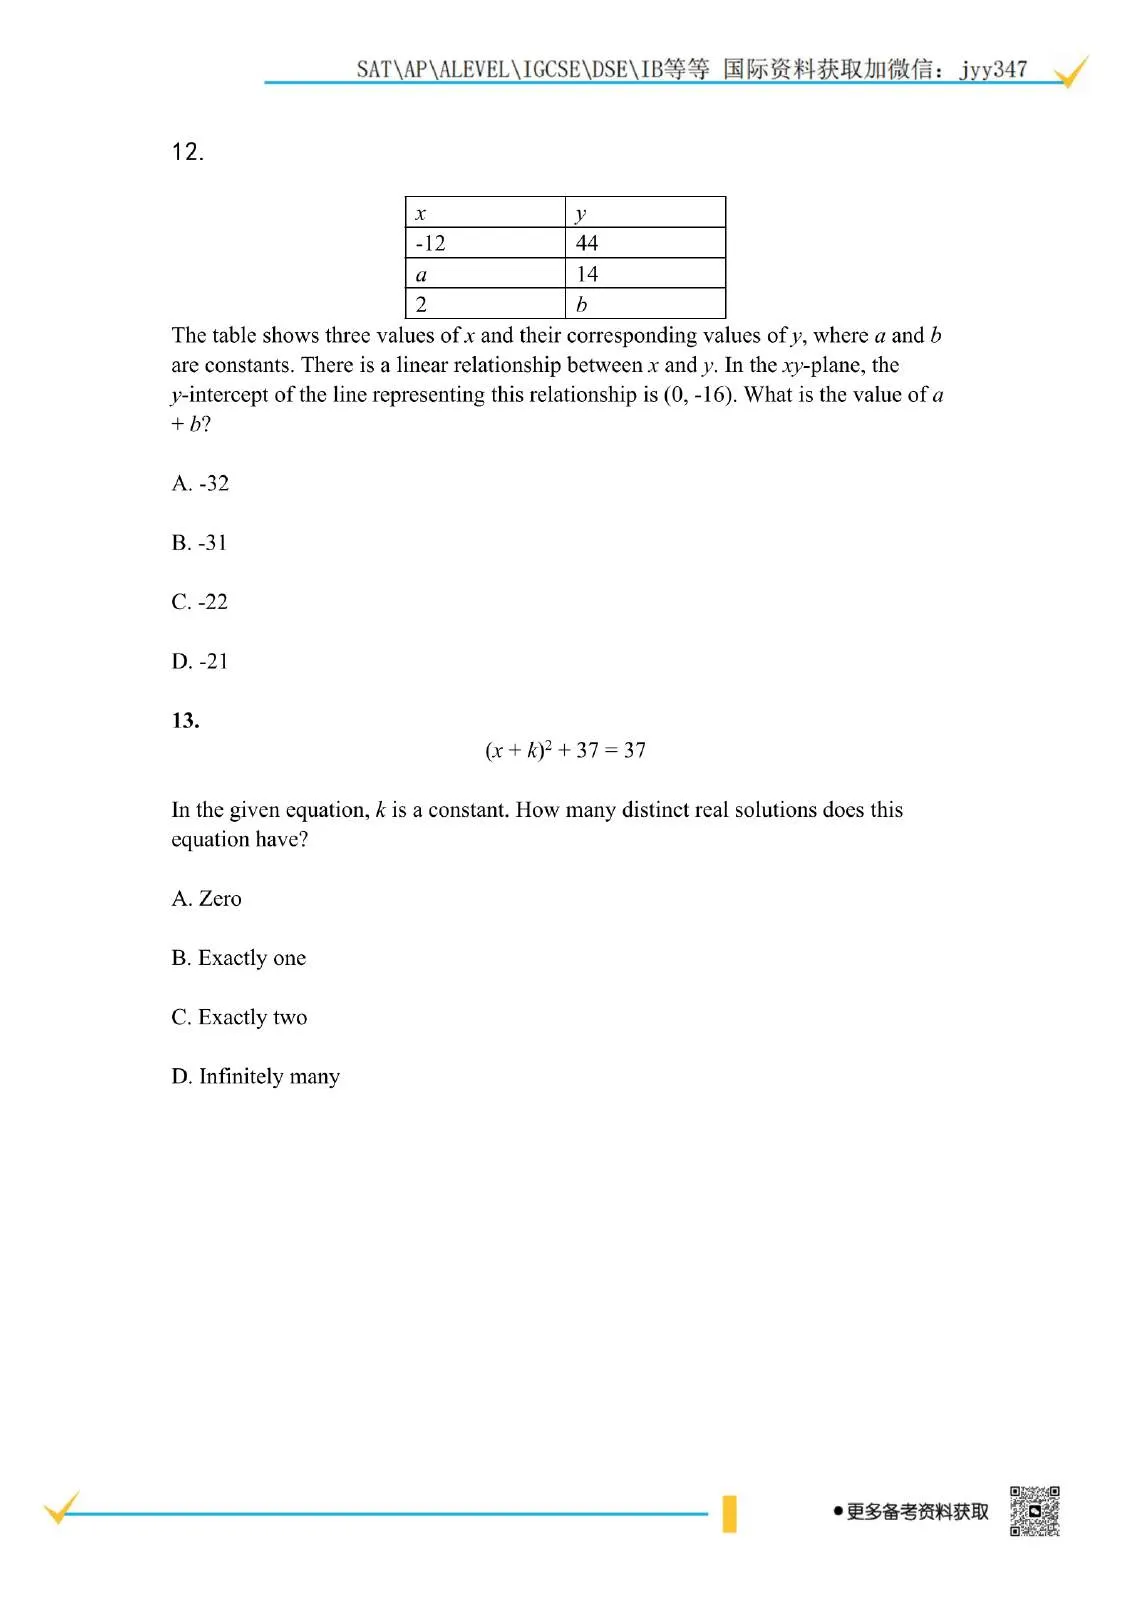 SAT\AP\ALEVEL\IGCSE\DSE\IB等等 国际资料获取加微信：jyy347
12.
x y
-12 44
a 14
2 b
The table shows three values of x and their corresponding values of y, where a and b
are constants. There is a linear relationship between x and y. In the xy-plane, the
y-intercept of the line representing this relationship is (0, -16). What is the value of a
+ b?
A. -32
B. -31
C. -22
D. -21
13.
(x + k)² + 37 = 37
In the given equation, k is a constant. How many distinct real solutions does this
equation have?
A. Zero
B. Exactly one
C. Exactly two
D. Infinitely many
●更多备考资料获取